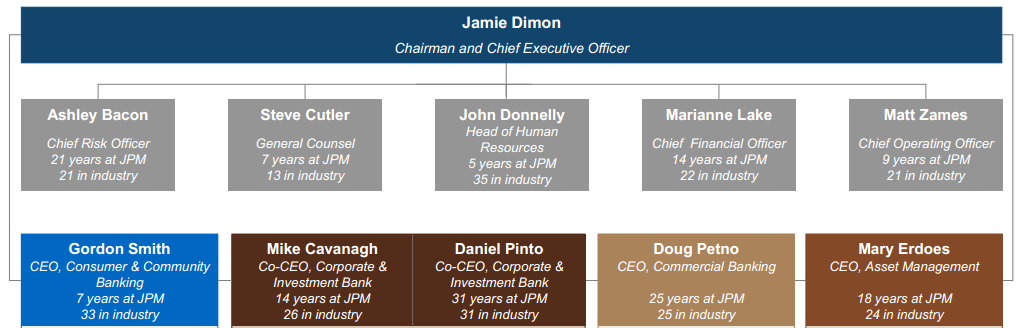 Jamie Dimon
Chairman and Chief Executive Officer
Ashley Bacon
Chief Risk Officer
21 years at JPM
21 in industry
Steve Cutler
General Counsel
7 years at JPM
13 in industry
John Donnelly
Head of Human
Resources
5 years at JPM
35 in industry
Marianne Lake
Chief Financial Officer
14 years at JPM
22 in industry
Matt Zames
Chief Operating Officer
9 years at JPM
21 in industry
Gordon Smith
CEO, Consumer & Community
Banking
7 years at JPM
33 in industry
Mike Cavanagh
Co-CEO, Corporate &
Investment Bank
14 years at JPM
26 in industry
Daniel Pinto
Co-CEO, Corporate &
Investment Bank
31 years at JPM
31 in industry
Doug Petno
CEO, Commercial Banking
25 years at JPM
25 in industry
Mary Erdoes
CEO, Asset Management
18 years at JPM
24 in industry